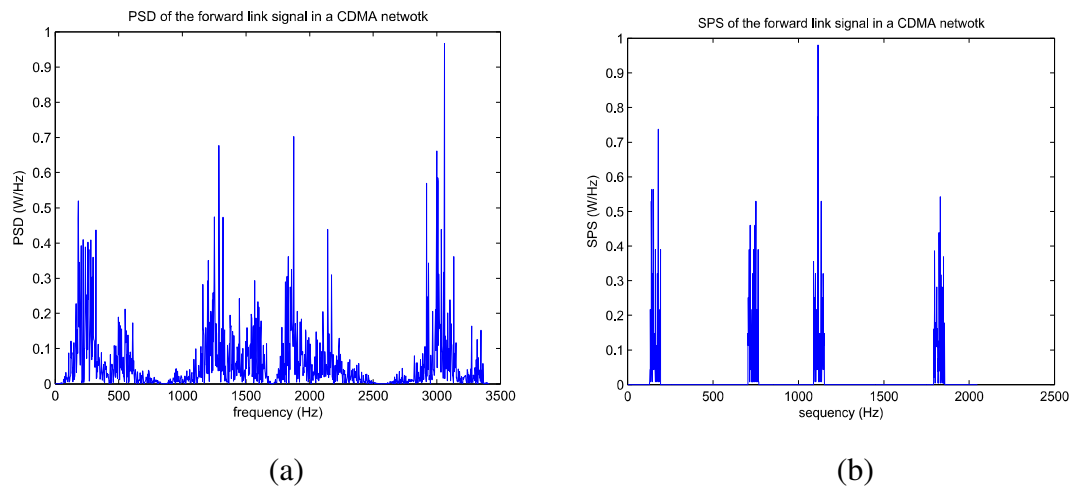 PSD of the forward link signal in a CDMA netwotk
1
0.9
0.8
0.7
0.6
0.5
0.4
0.3
0.2
0.1
0
PSD (W/Hz)
0 500 1000 1500 2000 2500 3000 3500
frequency (Hz)
(a)
SPS of the forward link signal in a CDMA netwotk
1
0.9
0.8
0.7
0.6
0.5
0.4
0.3
0.2
0.1
0
SPS (W/Hz)
0 500 1000 1500 2000 2500
sequency (Hz)
(b)